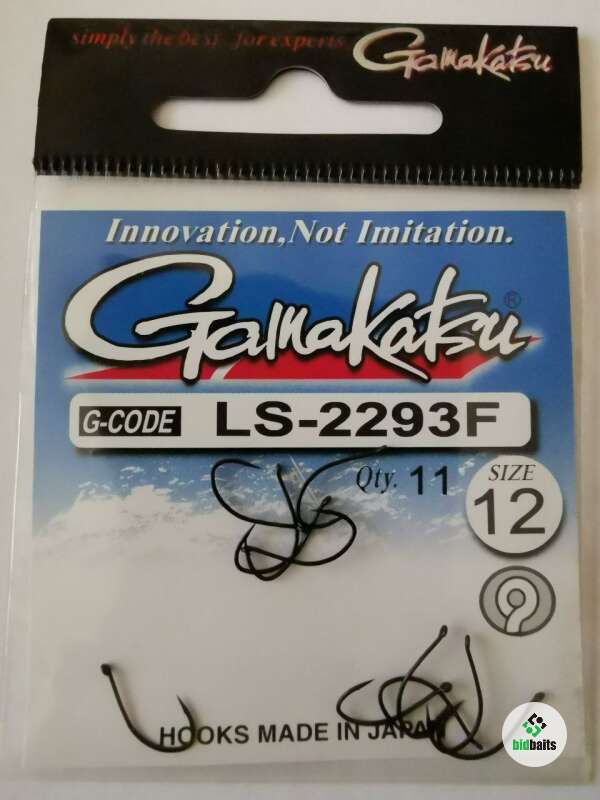 simply the best for experts Gamakatsu
Innovation, Not Imitation.
Gamakatsu®
G-CODE LS-2293F
Qty. 11 SIZE
12
HOOKS MADE IN JAPAN
bidbaits